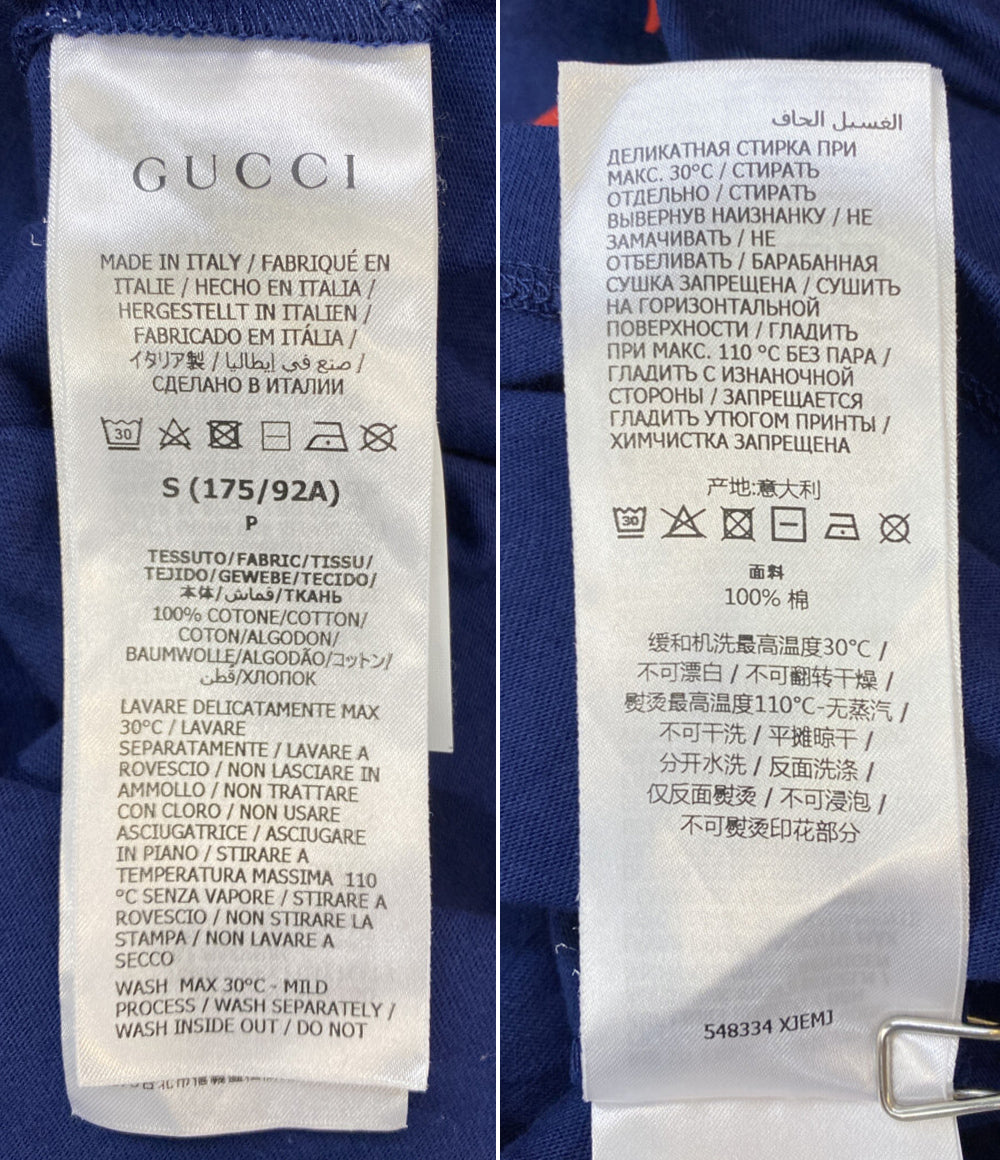 GUCCI
MADE IN ITALY / FABRIQUÉ EN
ITALIE / HECHO EN ITALIA /
HERGESTELLT IN ITALIEN /
FABRICADO EM ITÁLIA /
イタリア製 / صنع في إيطاليا /
СДЕЛАНО В ИТАЛИИ
30
S (175/92A)
P
TESSUTO/FABRIC/TISSU/
TEJIDO/GEWEBE/TECIDO/
本体/قماش/ТКАНЬ
100% COTONE/COTTON/
COTON/ALGODON/
BAUMWOLLE/ALGODÃO/コットン/
قطن/ХЛОПОК
LAVARE DELICATAMENTE MAX
30°C / LAVARE
SEPARATAMENTE / LAVARE A
ROVESCIO / NON LASCIARE IN
AMMOLLO / NON TRATTARE
CON CLORO / NON USARE
ASCIUGATRICE / ASCIUGARE
IN PIANO / STIRARE A
TEMPERATURA MASSIMA 110
°C SENZA VAPORE / STIRARE A
ROVESCIO / NON STIRARE LA
STAMPA / NON LAVARE A
SECCO
WASH MAX 30°C - MILD
PROCESS / WASH SEPARATELY /
WASH INSIDE OUT / DO NOT
الغسيل الجاف
ДЕЛИКАТНАЯ СТИРКА ПРИ
МАКС. 30°C / СТИРАТЬ
ОТДЕЛЬНО / СТИРАТЬ
ВЫВЕРНУВ НАИЗНАНКУ / НЕ
ЗАМАЧИВАТЬ / НЕ
ОТБЕЛИВАТЬ / БАРАБАННАЯ
СУШКА ЗАПРЕЩЕНА / СУШИТЬ
НА ГОРИЗОНТАЛЬНОЙ
ПОВЕРХНОСТИ / ГЛАДИТЬ
ПРИ МАКС. 110 °C БЕЗ ПАРА /
ГЛАДИТЬ С ИЗНАНОЧНОЙ
СТОРОНЫ / ЗАПРЕЩАЕТСЯ
ГЛАДИТЬ УТЮГОМ ПРИНТЫ /
ХИМЧИСТКА ЗАПРЕЩЕНА
产地:意大利
30
面料
100% 棉
缓和机洗最高温度30°C /
不可漂白 / 不可翻转干燥 /
熨烫最高温度110°C-无蒸汽 /
不可干洗 / 平摊晾干 /
分开水洗 / 反面洗涤 /
仅反面熨烫 / 不可浸泡 /
不可熨烫印花部分
548334 XJEMJ